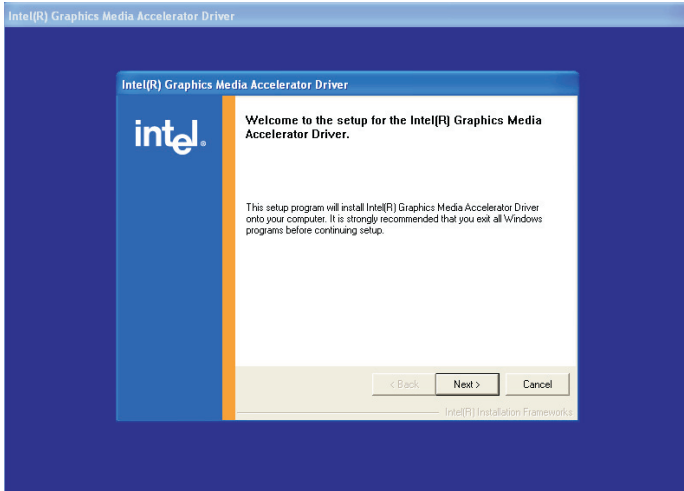 Intel(R) Graphics Media Accelerator Driver
Intel(R) Graphics Media Accelerator Driver
intel.
Welcome to the setup for the Intel(R) Graphics Media
Accelerator Driver.
This setup program will install Intel(R) Graphics Media Accelerator Driver
onto your computer. It is strongly recommended that you exit all Windows
programs before continuing setup.
< Back
Next >
Cancel
Intel(R) Installation Frameworks